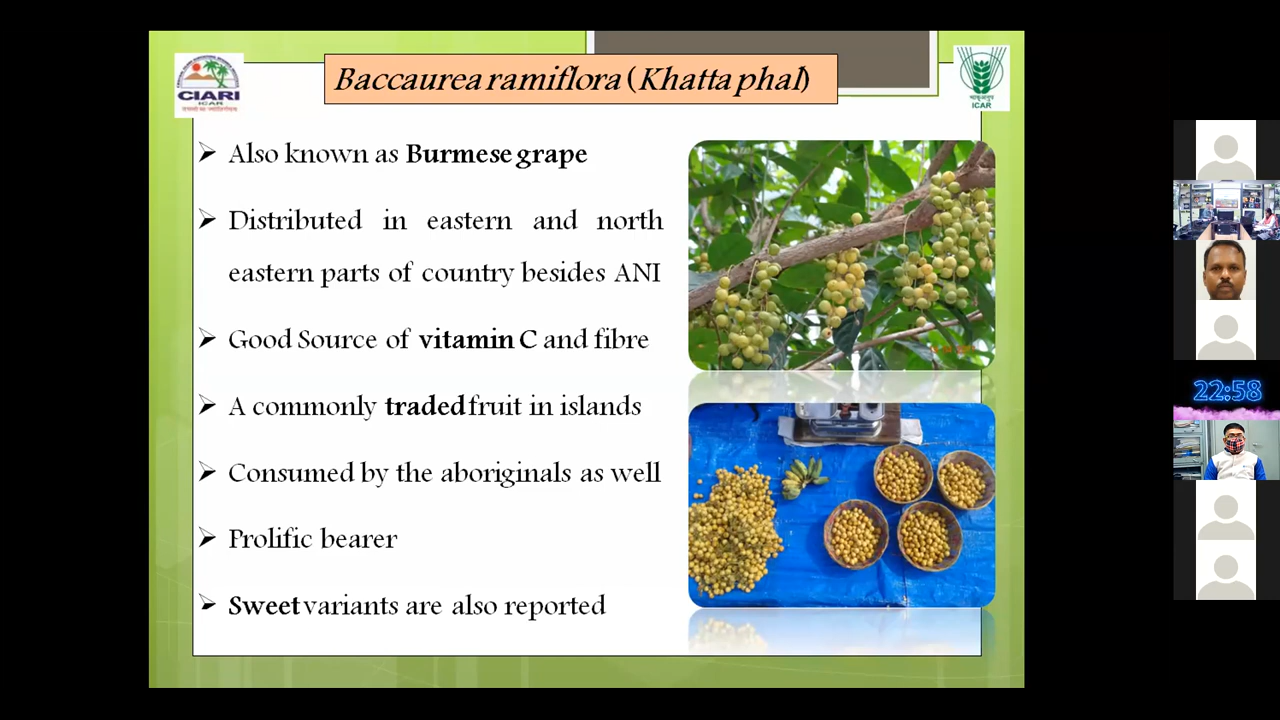 Baccaurea ramiflora (Khatta phal)
CIARI
ICAR
ICAR
Also known as Burmese grape
Distributed in eastern and north
eastern parts of country besides ANI
Good Source of vitamin C and fibre
A commonly traded fruit in islands
Consumed by the aboriginals as well
Prolific bearer
Sweet variants are also reported
22:58